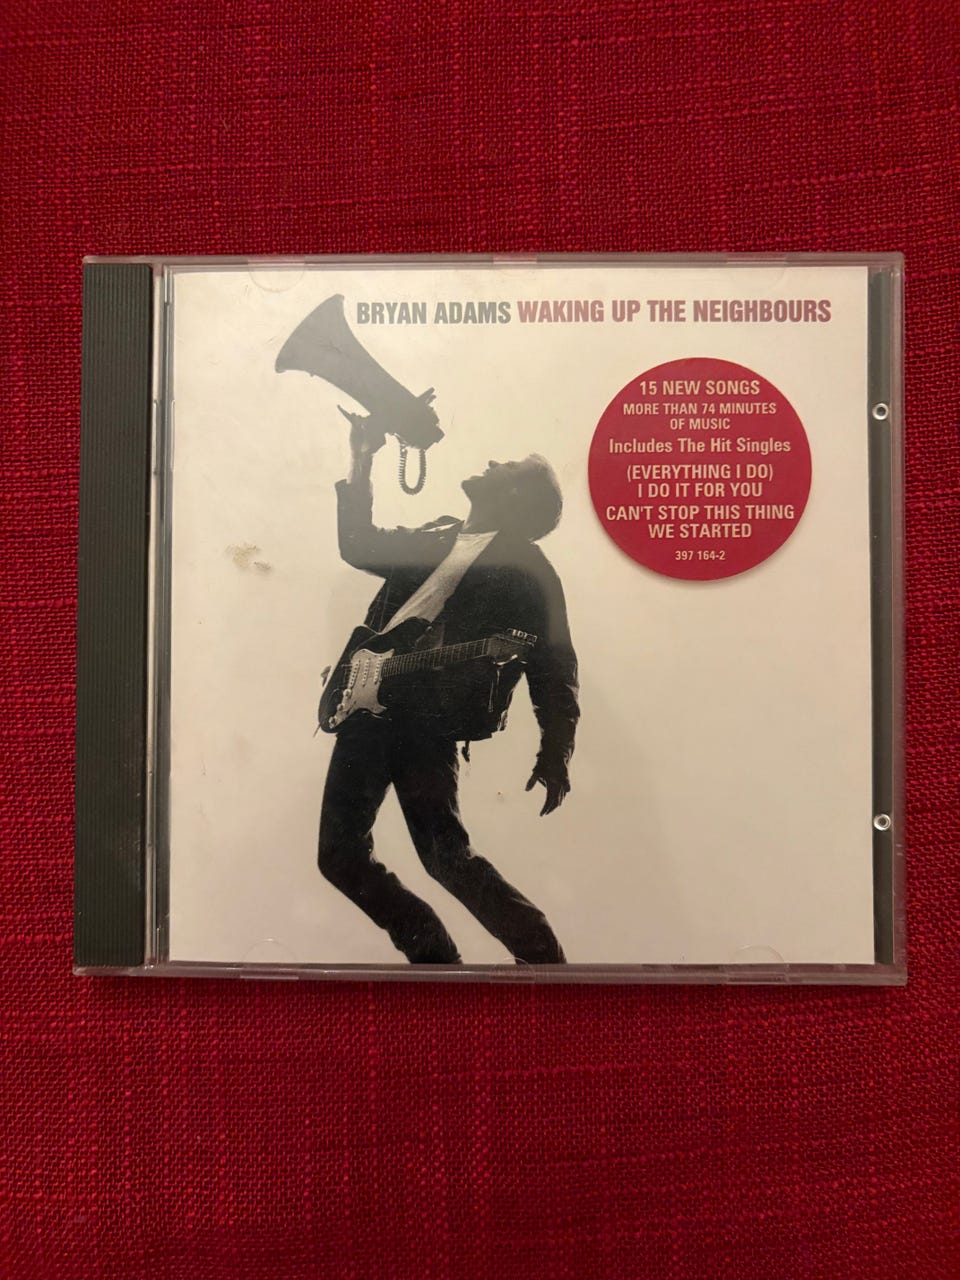 BRYAN ADAMS WAKING UP THE NEIGHBOURS
15 NEW SONGS
MORE THAN 74 MINUTES
OF MUSIC
Includes The Hit Singles
(EVERYTHING I DO)
I DO IT FOR YOU
CAN'T STOP THIS THING
WE STARTED
397 164-2